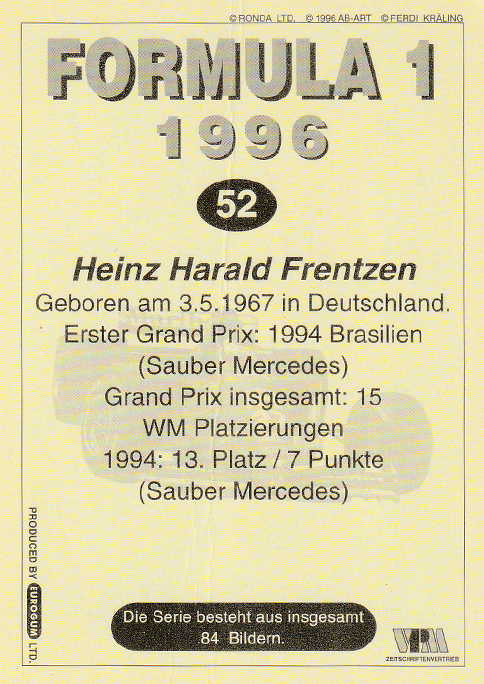 © RONDA LTD. © 1996 AB-ART © FERDI KRÄLING
FORMULA 1
1996
52
Heinz Harald Frentzen
Geboren am 3.5.1967 in Deutschland.
Erster Grand Prix: 1994 Brasilien
(Sauber Mercedes)
Grand Prix insgesamt: 15
WM Platzierungen
1994: 13. Platz / 7 Punkte
(Sauber Mercedes)
PRODUCED BY EUROGUM LTD.
Die Serie besteht aus insgesamt
84 Bildern.
VPM
ZEITSCHRIFTENVERTRIEB